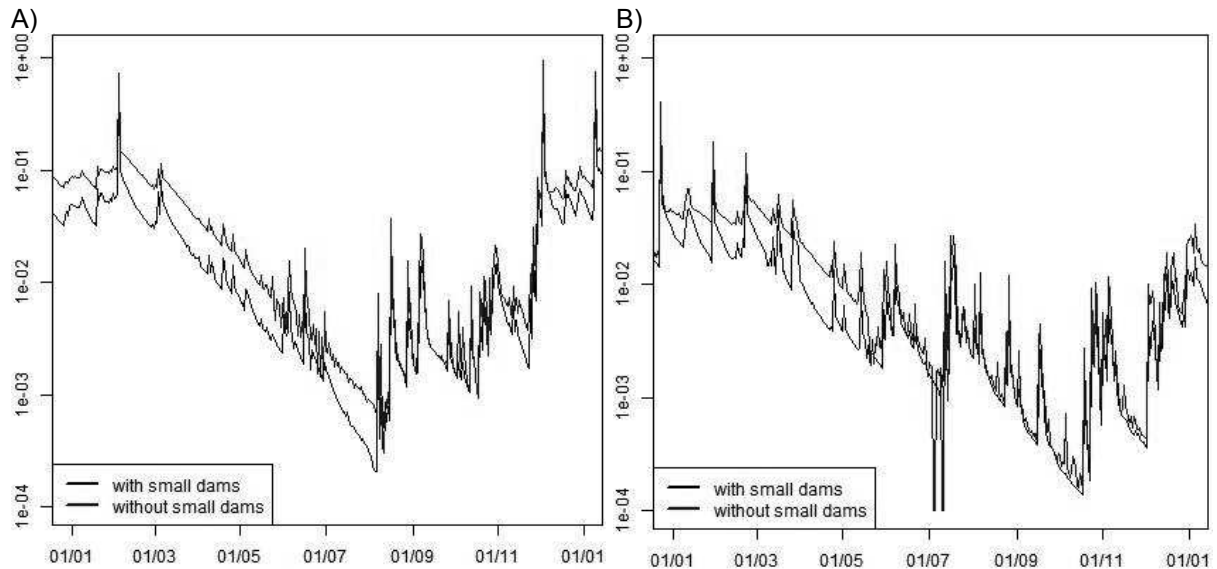 A)
1e+00
1e-01
1e-02
1e-03
1e-04
with small dams
without small dams
01/01 01/03 01/05 01/07 01/09 01/11 01/01
B)
1e+00
1e-01
1e-02
1e-03
1e-04
with small dams
without small dams
01/01 01/03 01/05 01/07 01/09 01/11 01/01